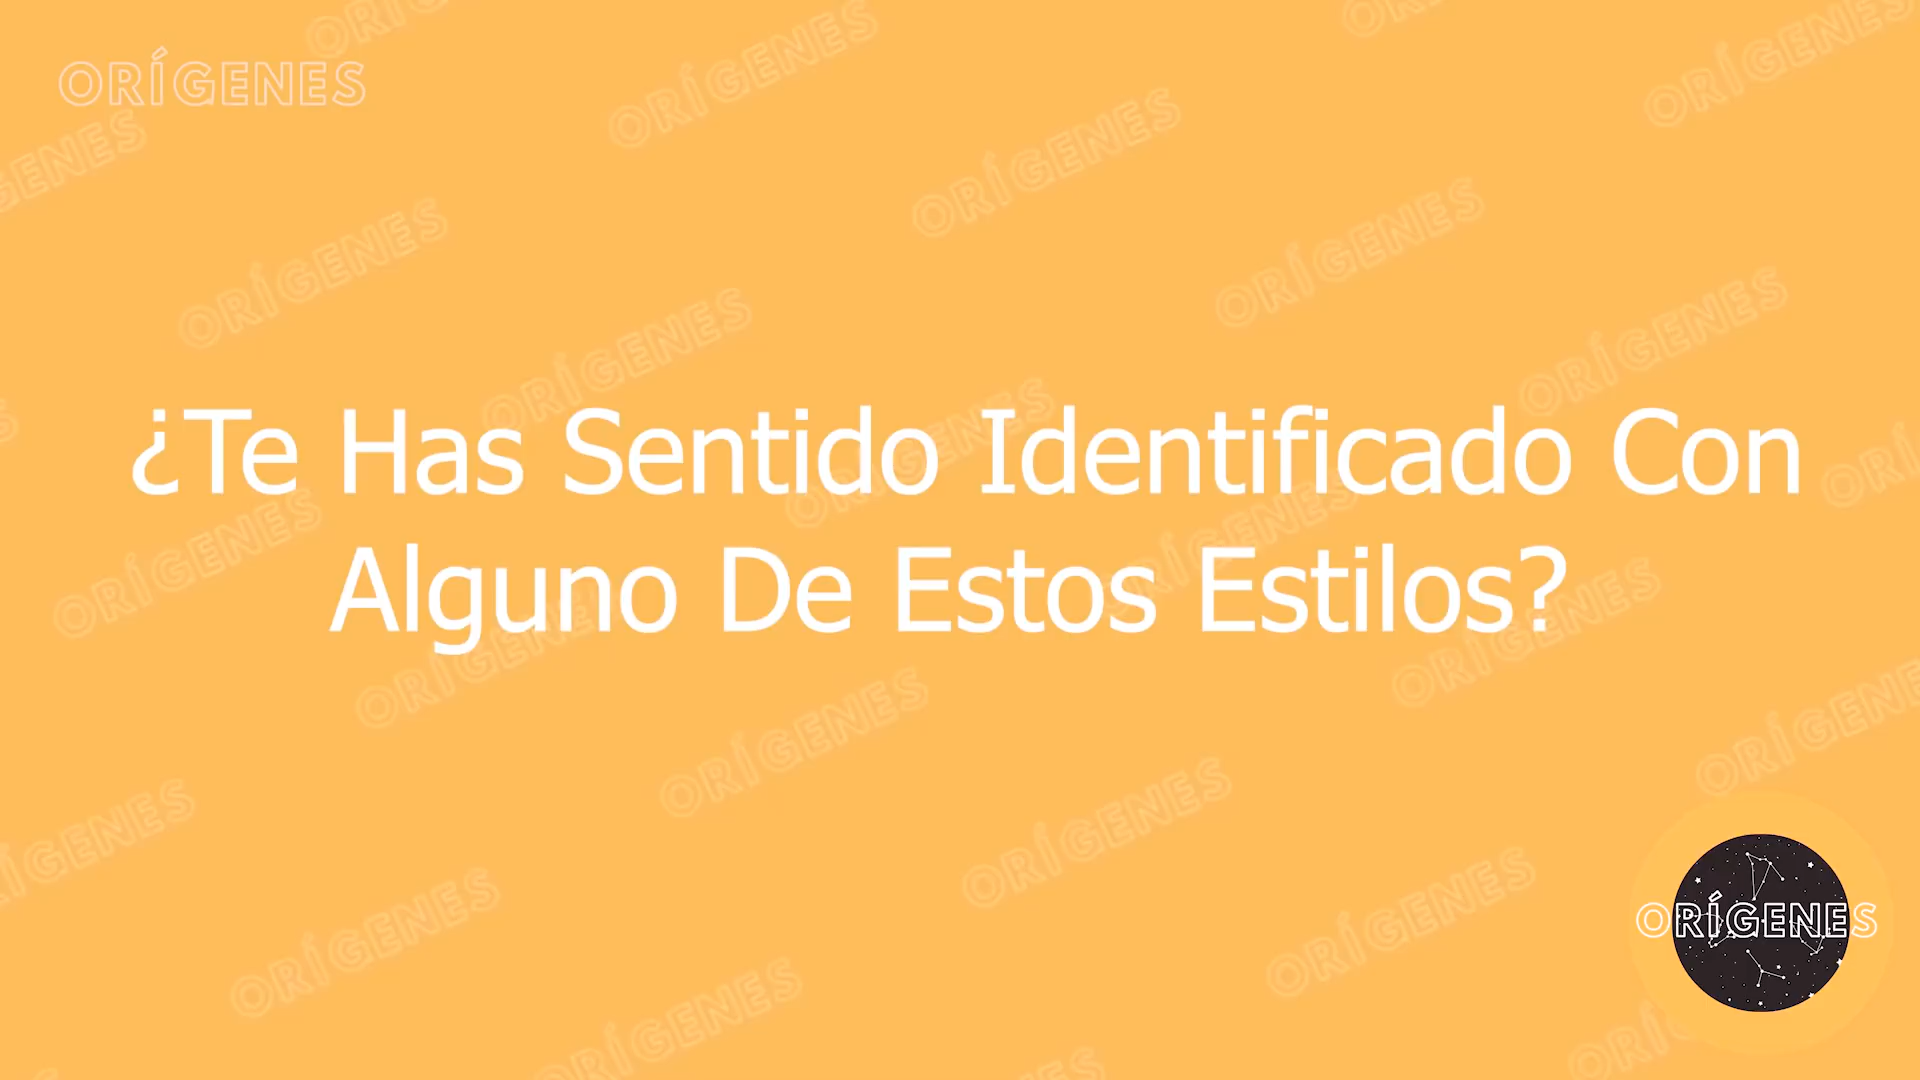 ORÍGENES
¿Te Has Sentido Identificado Con
Alguno De Estos Estilos?
ORÍGENES